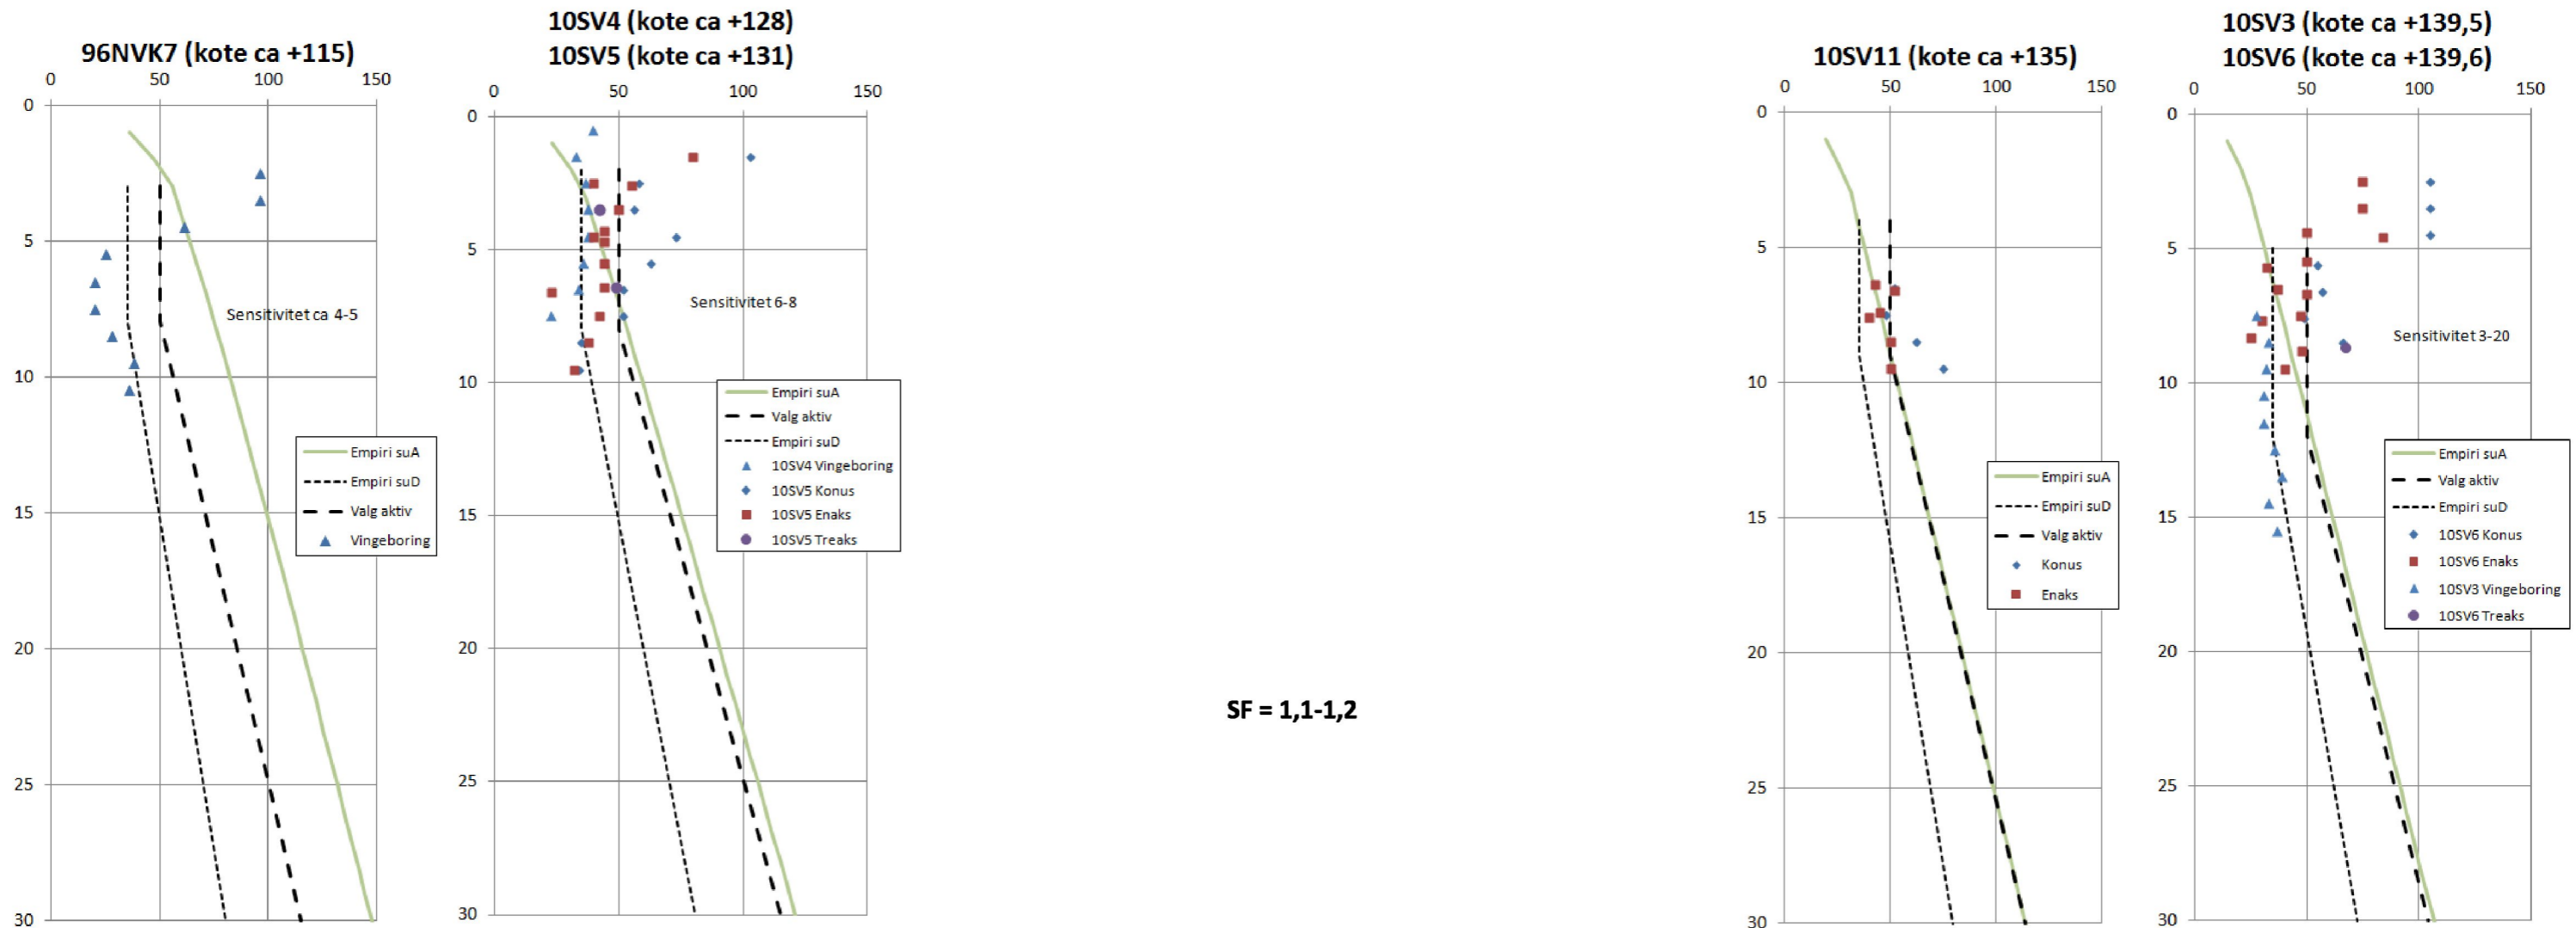 96NVK7 (kote ca +115)
0 50 100 150
0
5
10
15
20
25
30
Sensitivitet ca 4-5
Empiri suA
Empiri suD
Valg aktiv
Vingeboring
10SV4 (kote ca +128)
10SV5 (kote ca +131)
0 50 100 150
0
5
10
15
20
25
30
Sensitivitet 6-8
Empiri suA
Valg aktiv
Empiri suD
10SV4 Vingeboring
10SV5 Konus
10SV5 Enaks
10SV5 Treaks
SF = 1,1-1,2
10SV11 (kote ca +135)
0 50 100 150
0
5
10
15
20
25
30
Empiri suA
Empiri suD
Valg aktiv
Konus
Enaks
10SV3 (kote ca +139,5)
10SV6 (kote ca +139,6)
0 50 100 150
0
5
10
15
20
25
30
Sensitivitet 3-20
Empiri suA
Valg aktiv
Empiri suD
10SV6 Konus
10SV6 Enaks
10SV3 Vingeboring
10SV6 Treaks